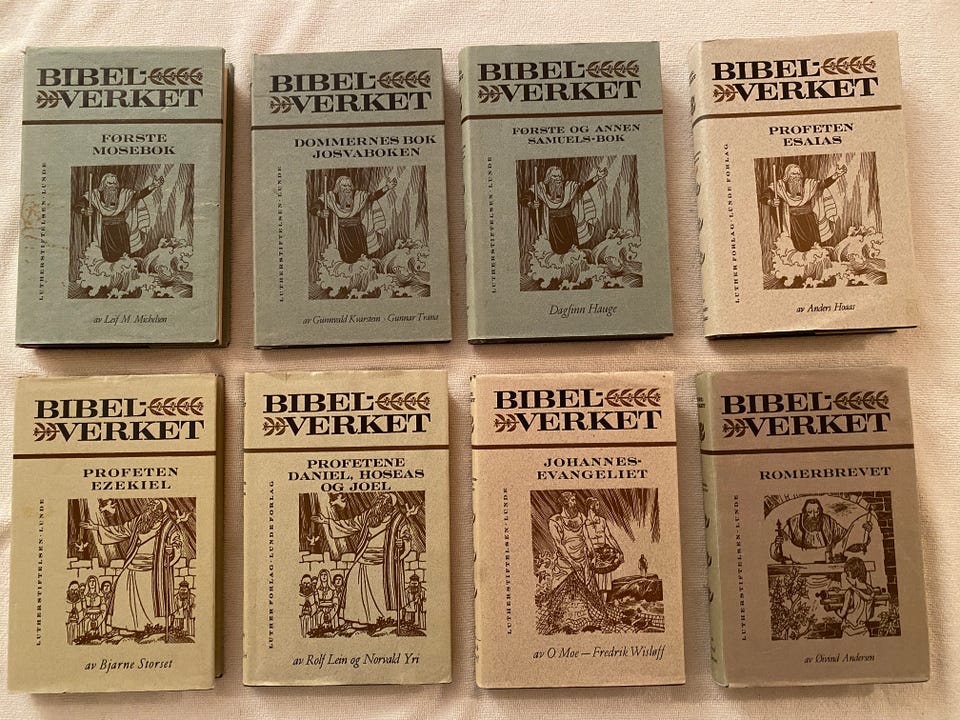 BIBEL-
VERKET
FØRSTE
MOSEBOK
LUTHERSTIFTELSEN · LUNDE
av Leif M. Michelsen
BIBEL-
VERKET
DOMMERNES BOK
JOSVABOKEN
LUTHERSTIFTELSEN · LUNDE
av Gunnvald Kvarstein · Gunnar Tråna
BIBEL-
VERKET
FØRSTE OG ANNEN
SAMUELS-BOK
LUTHERSTIFTELSEN · LUNDE
Dagfinn Hauge
BIBEL-
VERKET
PROFETEN
ESAIAS
LUTHER FORLAG · LUNDE FORLAG
av Anders Hoaas
BIBEL-
VERKET
PROFETEN
EZEKIEL
LUTHERSTIFTELSEN · LUNDE
av Bjarne Storset
BIBEL-
VERKET
PROFETENE
DANIEL, HOSEAS
OG JOEL
LUTHER FORLAG · LUNDE FORLAG
av Rolf Lein og Norvald Yri
BIBEL-
VERKET
JOHANNES-
EVANGELIET
LUTHERSTIFTELSEN · LUNDE
av O Moe — Fredrik Wisløff
BIBEL-
VERKET
ROMERBREVET
LUTHERSTIFTELSEN · LUNDE
av Øivind Andersen